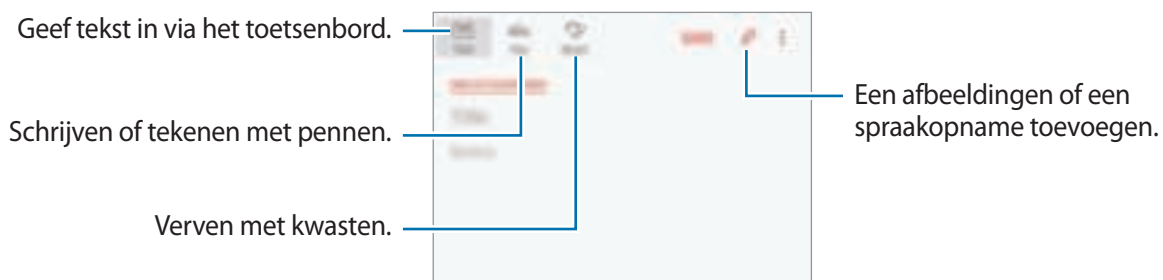 Geef tekst in via het toetsenbord.
Een afbeeldingen of een
spraakopname toevoegen.
Schrijven of tekenen met pennen.
Verven met kwasten.